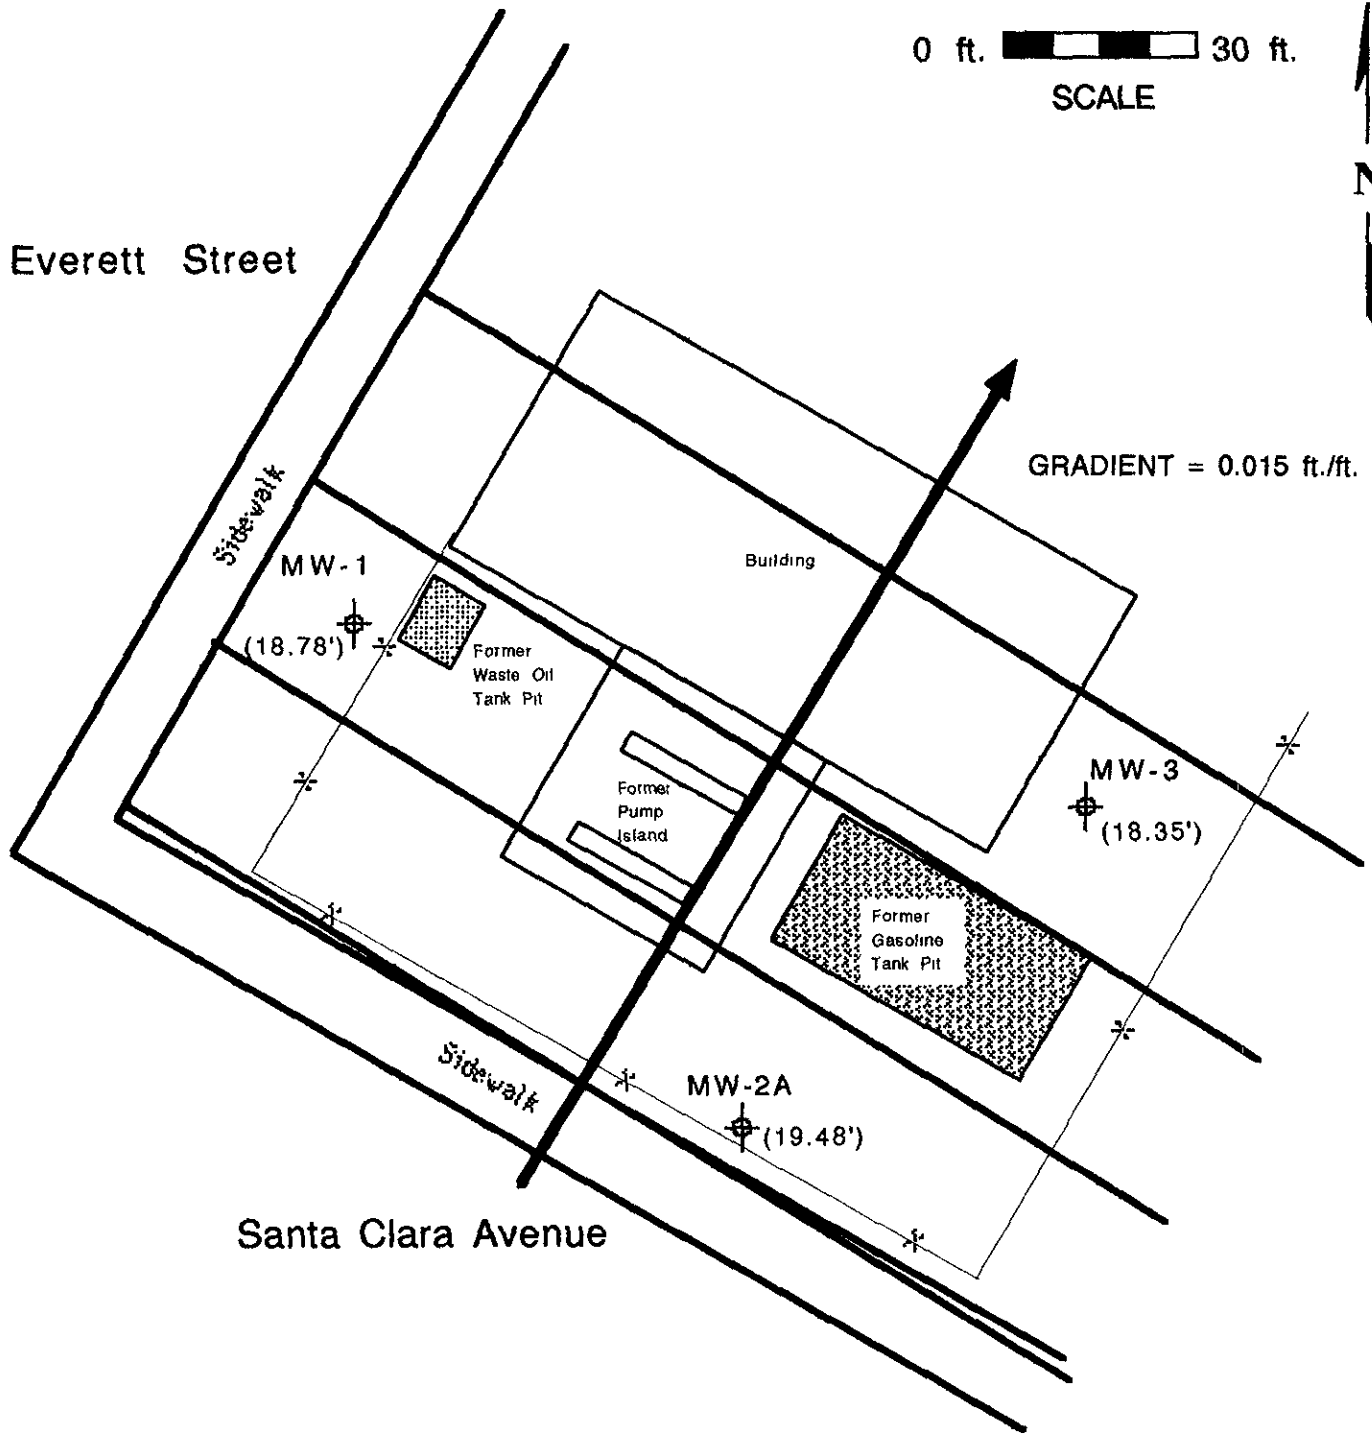 0 ft. 30 ft.
SCALE
N
Everett Street
GRADIENT = 0.015 ft./ft.
Sidewalk
Building
MW-1
(18.78')
Former
Waste Oil
Tank Pit
MW-3
(18.35')
Former
Pump
Island
Former
Gasoline
Tank Pit
Sidewalk
MW-2A
(19.48')
Santa Clara Avenue